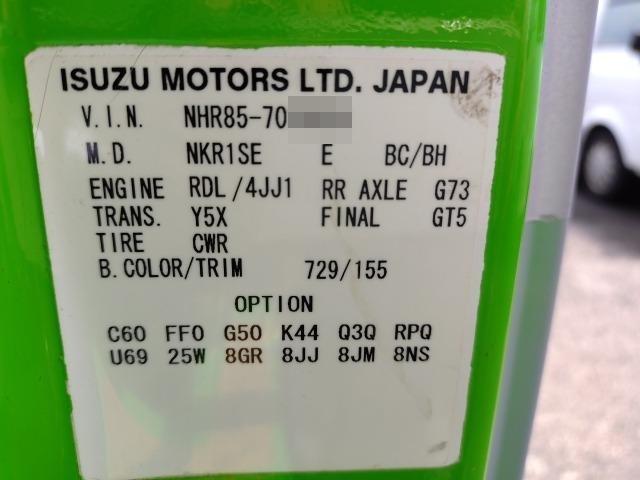 ISUZU MOTORS LTD. JAPAN
V.I.N. NHR85-70
M.D. NKR1SE E BC/BH
ENGINE RDL/4JJ1 RR AXLE G73
TRANS. Y5X FINAL GT5
TIRE CWR
B.COLOR/TRIM 729/155
OPTION
C60 FF0 G50 K44 Q3Q RPQ
U69 25W 8GR 8JJ 8JM 8NS